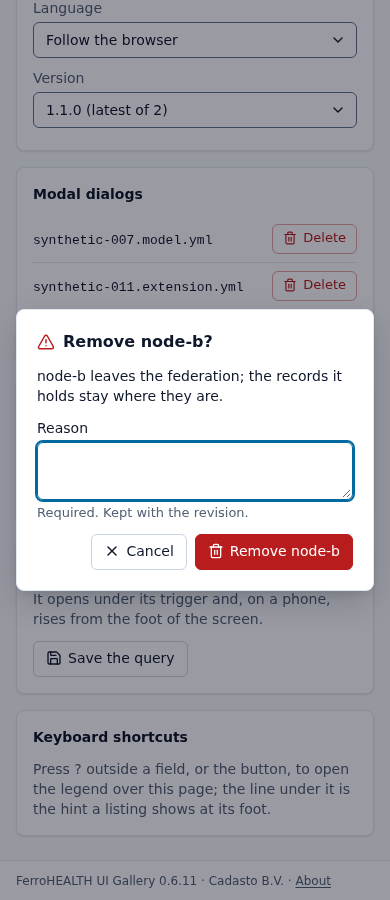 Language
Follow the browser
Version
1.1.0 (latest of 2)
Modal dialogs
synthetic-007.model.yml
Delete
synthetic-011.extension.yml
Delete
Remove node-b?
node-b leaves the federation; the records it
holds stay where they are.
Reason
Required. Kept with the revision.
Cancel
Remove node-b
It opens under its trigger and, on a phone,
rises from the foot of the screen.
Save the query
Keyboard shortcuts
Press ? outside a field, or the button, to open
the legend over this page; the line under it is
the hint a listing shows at its foot.
FerroHEALTH UI Gallery 0.6.11 · Cadasto B.V. · About